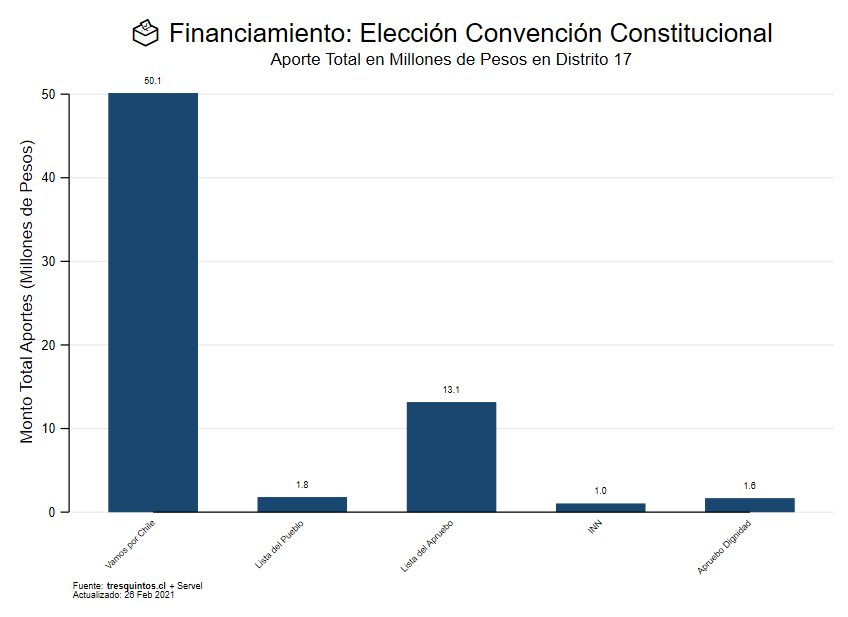 Financiamiento: Elección Convención Constitucional
Aporte Total en Millones de Pesos en Distrito 17
Monto Total Aportes (Millones de Pesos)
50
40
30
20
10
0
50.1
1.8
13.1
1.0
1.6
Vamos por Chile
Lista del Pueblo
Lista del Apruebo
INN
Apruebo Dignidad
Fuente: tresquintos.cl + Servel
Actualizado: 26 Feb 2021